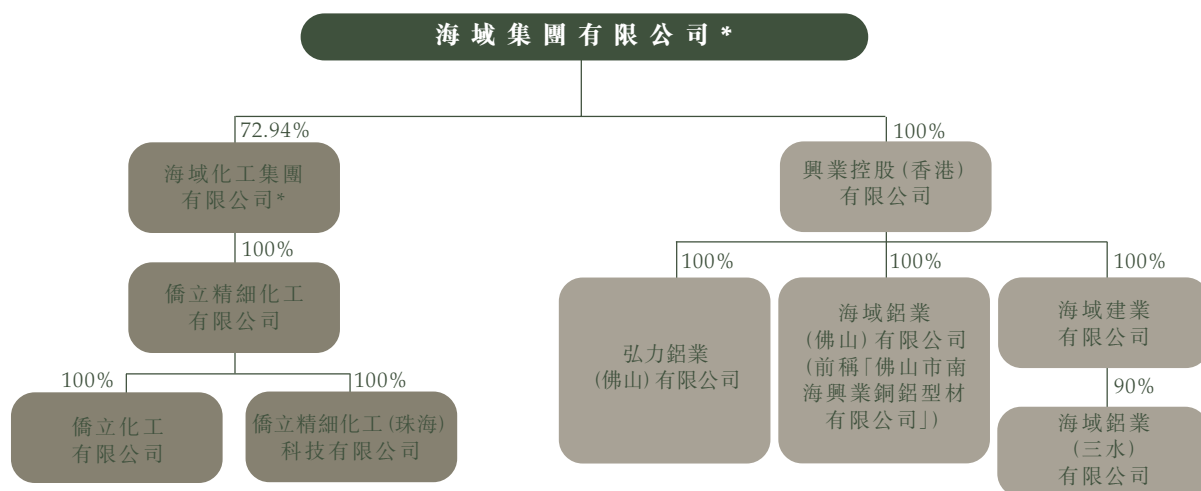 海域集團有限公司*
72.94%
100%
海域化工集團
有限公司*
興業控股(香港)
有限公司
100%
僑立精細化工
有限公司
100%
100%
僑立化工
有限公司
僑立精細化工(珠海)
科技有限公司
100%
100%
100%
弘力鋁業
(佛山)有限公司
海域鋁業
(佛山)有限公司
(前稱「佛山市南
海興業銅鋁型材
有限公司」)
海域建業
有限公司
90%
海域鋁業
(三水)
有限公司